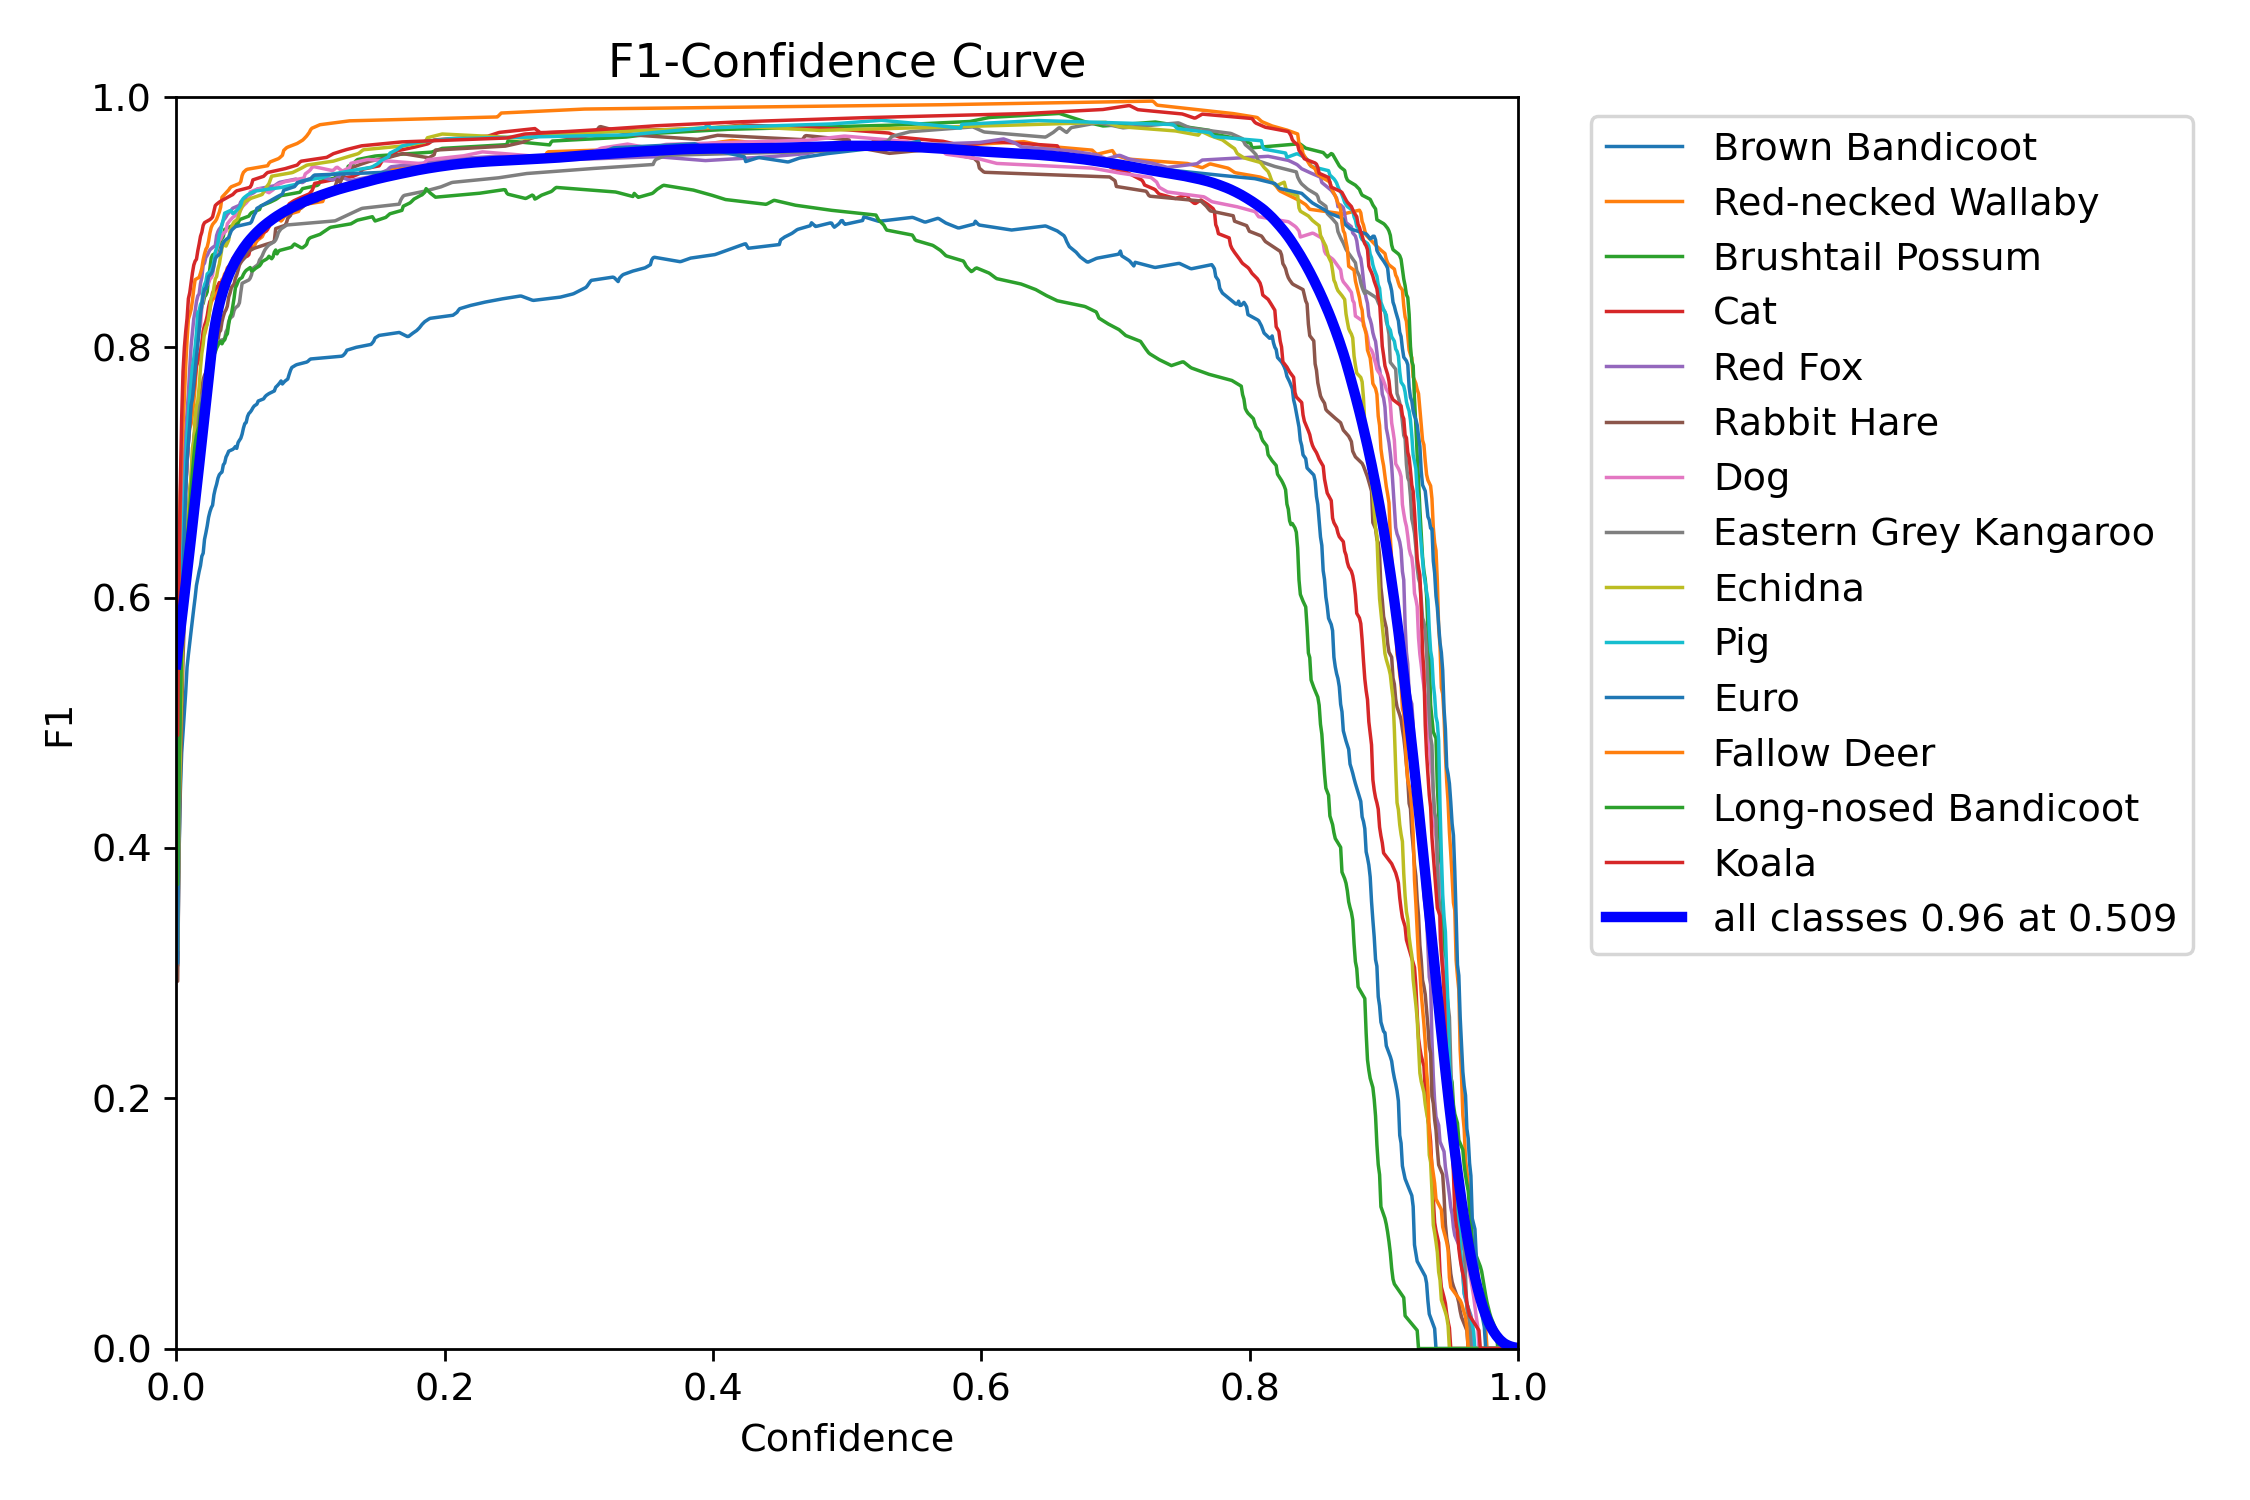 F1-Confidence Curve
1.0
0.8
0.6
0.4
0.2
0.0
F1
0.0 0.2 0.4 0.6 0.8 1.0
Confidence
Brown Bandicoot
Red-necked Wallaby
Brushtail Possum
Cat
Red Fox
Rabbit Hare
Dog
Eastern Grey Kangaroo
Echidna
Pig
Euro
Fallow Deer
Long-nosed Bandicoot
Koala
all classes 0.96 at 0.509